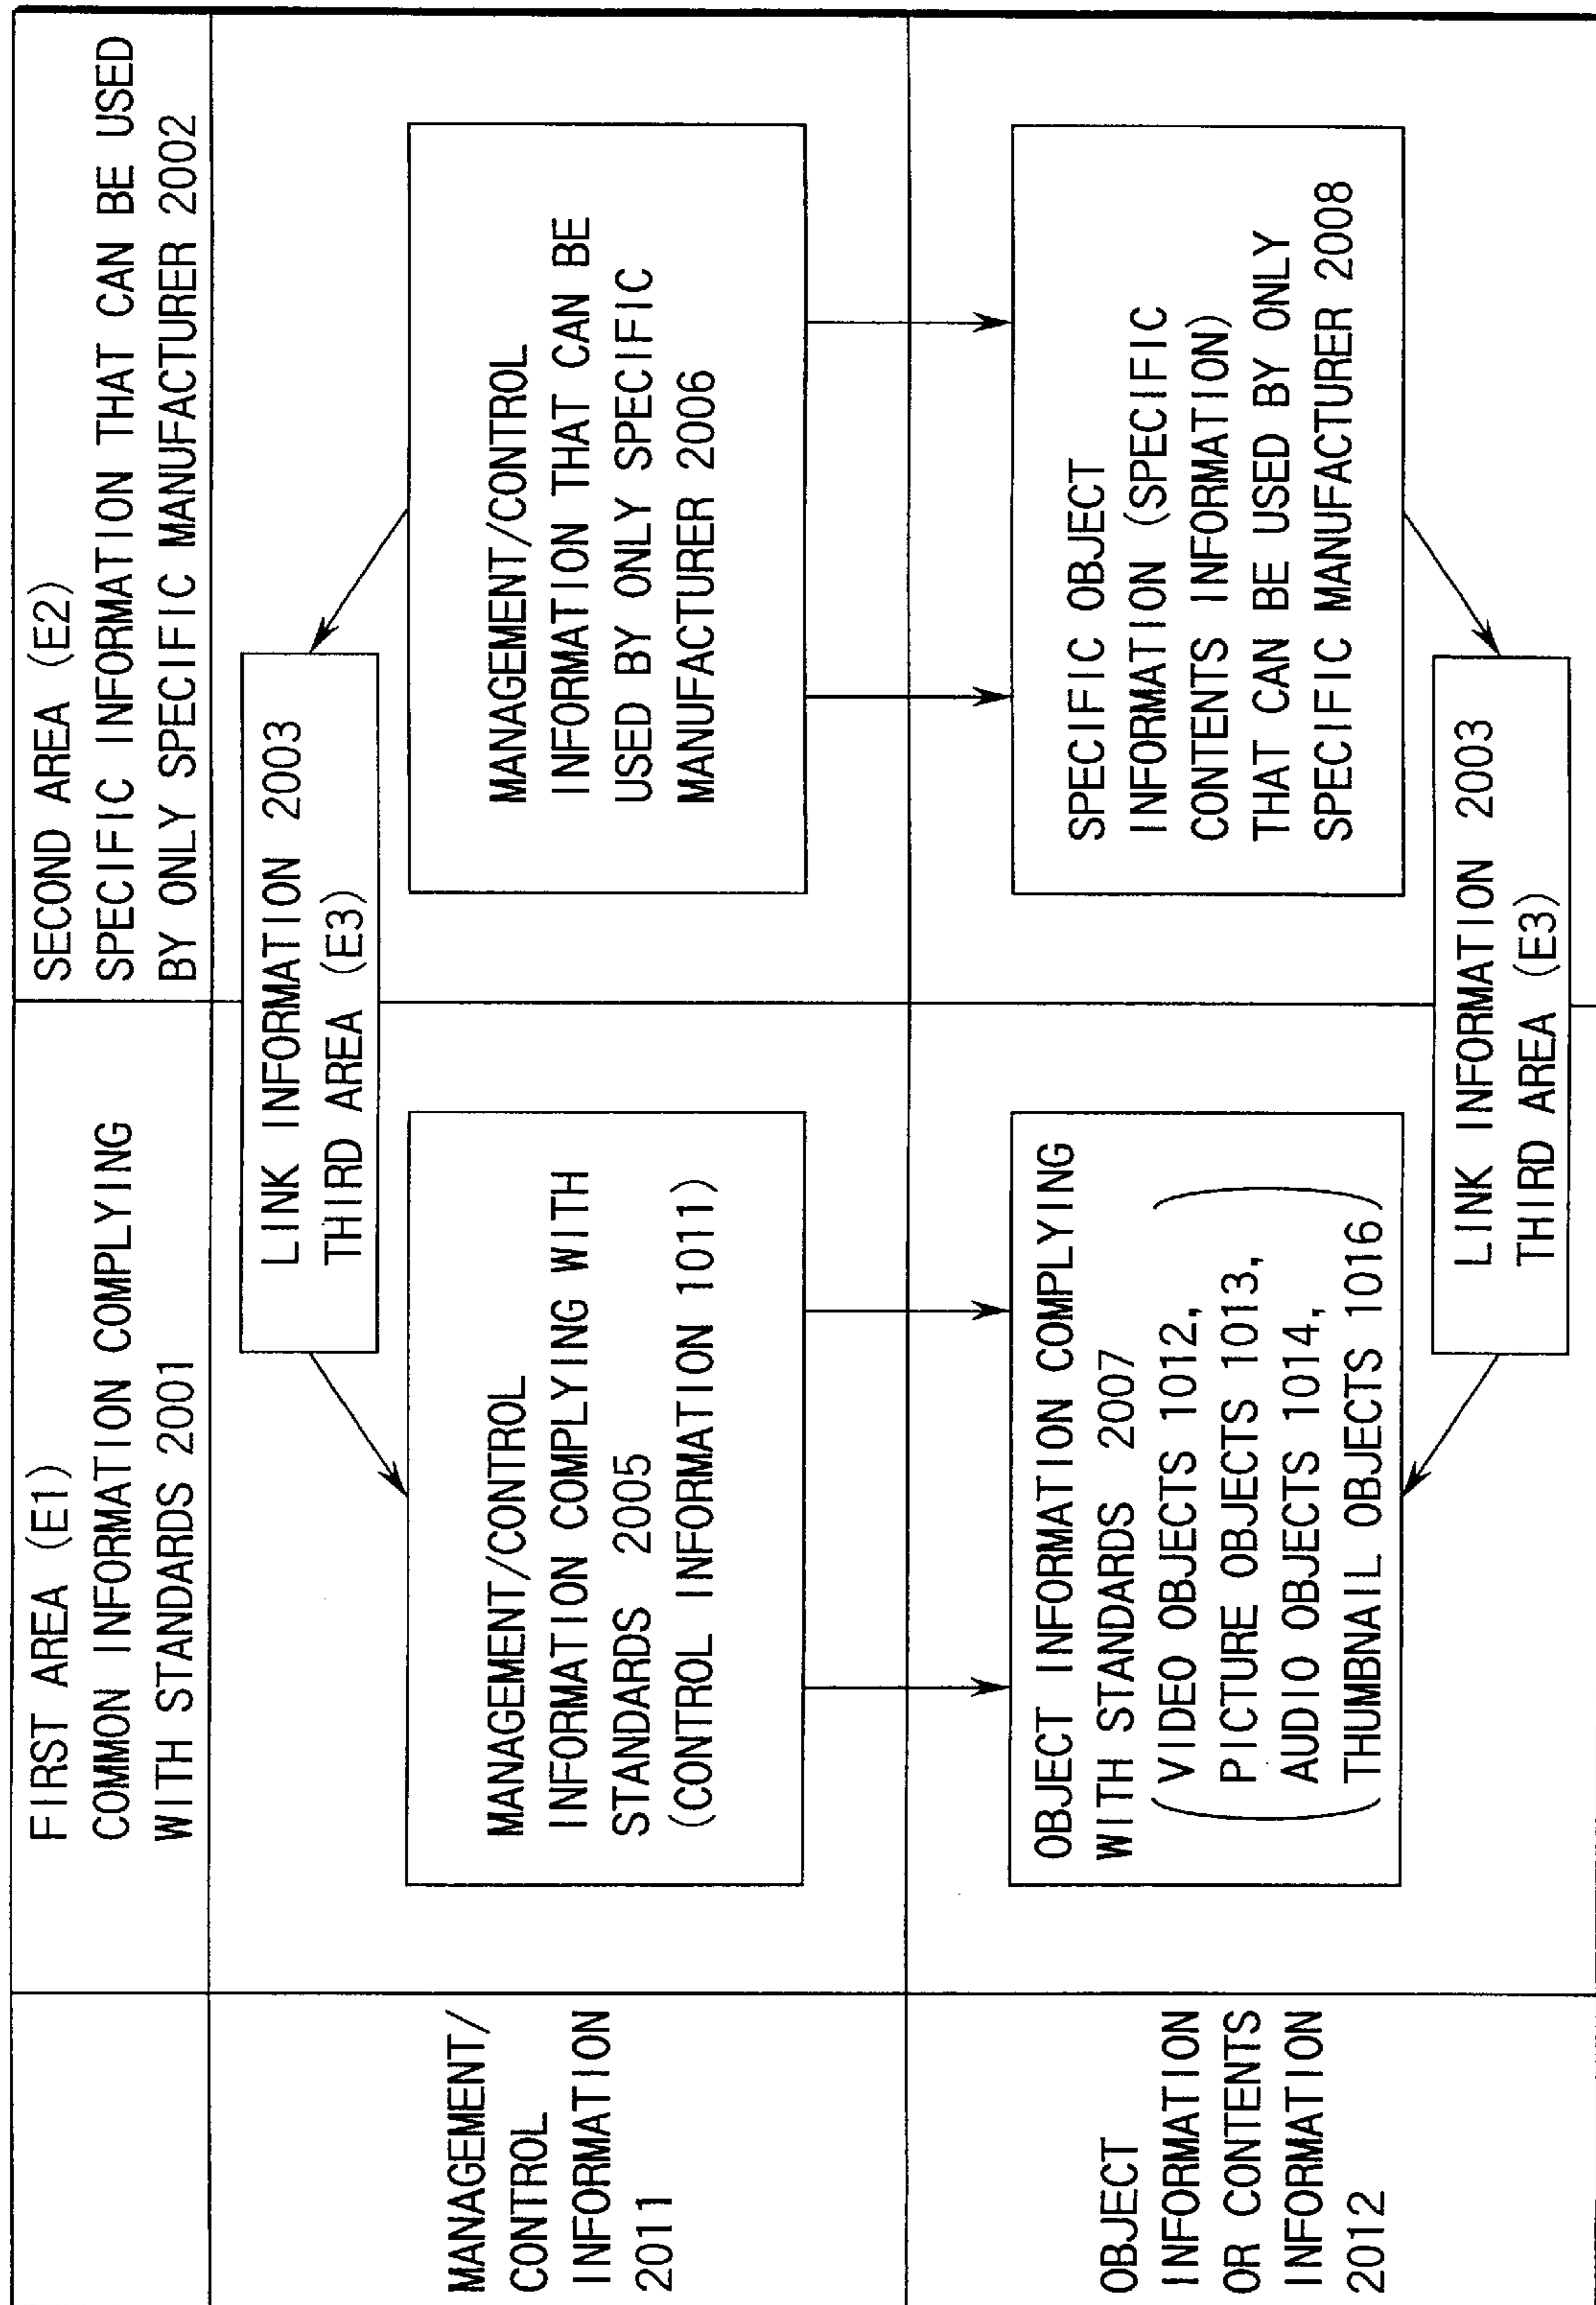 FIRST AREA (E1)
COMMON INFORMATION COMPLYING
WITH STANDARDS 2001
SECOND AREA (E2)
SPECIFIC INFORMATION THAT CAN BE USED
BY ONLY SPECIFIC MANUFACTURER 2002
MANAGEMENT/
CONTROL
INFORMATION
2011
LINK INFORMATION 2003
THIRD AREA (E3)
MANAGEMENT/CONTROL
INFORMATION COMPLYING WITH
STANDARDS 2005
(CONTROL INFORMATION 1011)
MANAGEMENT/CONTROL
INFORMATION THAT CAN BE
USED BY ONLY SPECIFIC
MANUFACTURER 2006
OBJECT
INFORMATION
OR CONTENTS
INFORMATION
2012
OBJECT INFORMATION COMPLYING
WITH STANDARDS 2007
(VIDEO OBJECTS 1012,
PICTURE OBJECTS 1013,
AUDIO OBJECTS 1014,
THUMBNAIL OBJECTS 1016)
SPECIFIC OBJECT
INFORMATION (SPECIFIC
CONTENTS INFORMATION)
THAT CAN BE USED BY ONLY
SPECIFIC MANUFACTURER 2008
LINK INFORMATION 2003
THIRD AREA (E3)